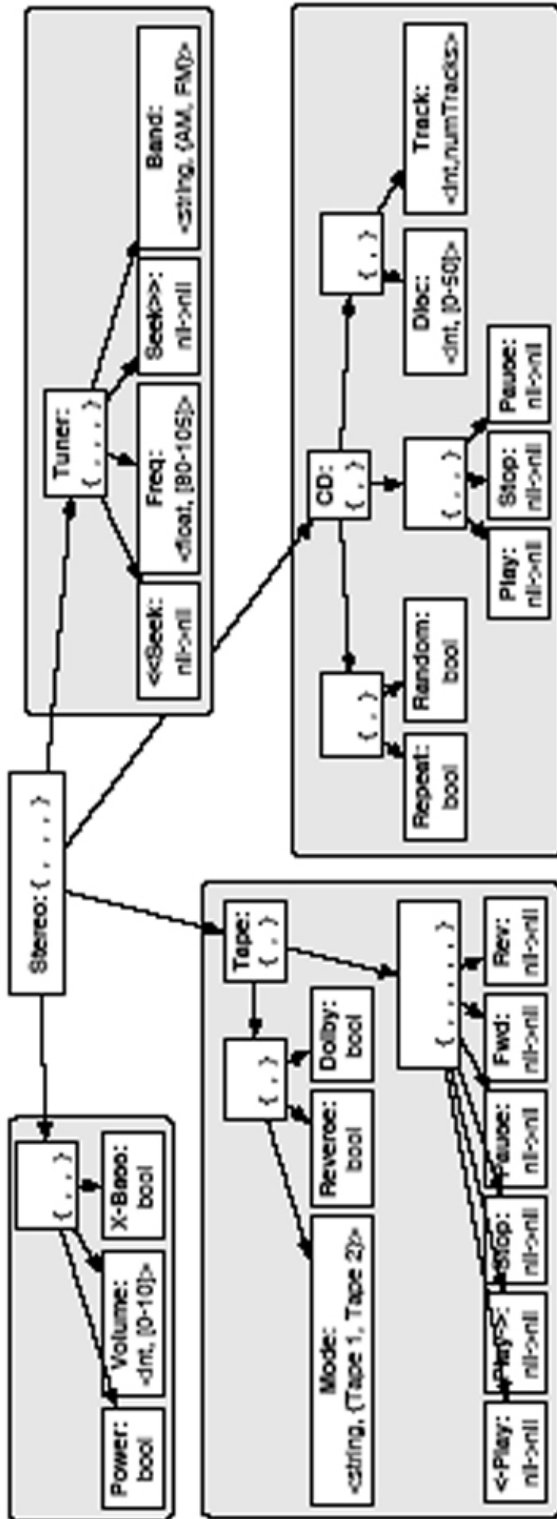 Stereo:{ , , , }
{ , , }
Power:
bool
Volume:
<int, [0-10]>
X-Bass:
bool
Tuner:
{ , , , }
<<Seek:
nil->nil
Freq:
<float, [80-105]>
Seek>>:
nil->nil
Band:
<string, {AM, FM}>
Tape:
{ , }
{ , }
Mode:
<string, {Tape 1, Tape 2}>
Reverse:
bool
Dolby:
bool
{ , , , , , }
<-Play:
nil->nil
Play->:
nil->nil
Stop:
nil->nil
Pause:
nil->nil
Fwd:
nil->nil
Rev:
nil->nil
CD:
{ , , }
{ , }
Repeat:
bool
Random:
bool
{ , , }
Play:
nil->nil
Stop:
nil->nil
Pause:
nil->nil
{ , }
Disc:
<int, [0-50]>
Track:
<int,numTracks>